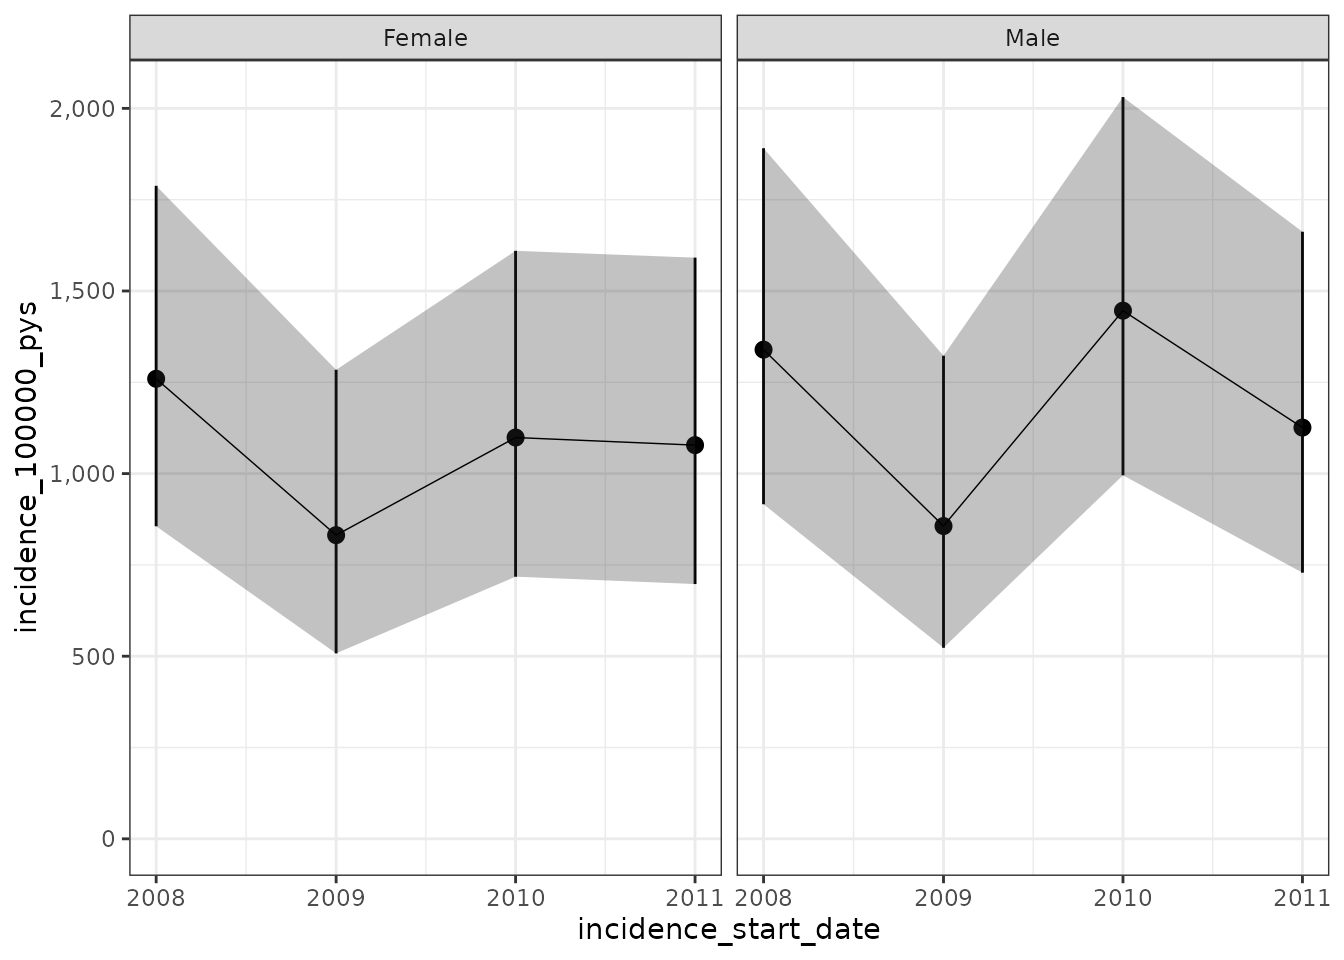 Female Male
2,000
1,500
1,000
500
0
incidence_100000_pys
2008 2009 2010 2011 2008 2009 2010 2011
incidence_start_date